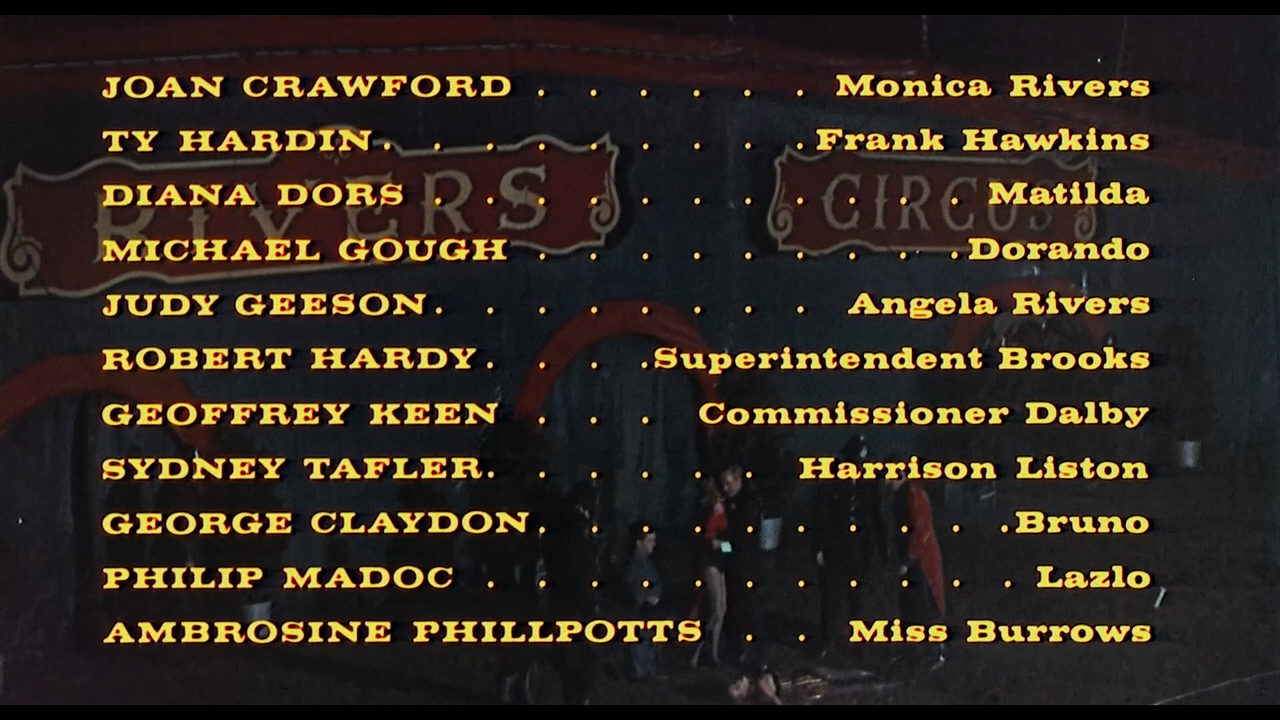 JOAN CRAWFORD . . . . . . Monica Rivers
TY HARDIN. . . . . . . . .Frank Hawkins
RIVERS
CIRCUS
DIANA DORS . . . . . . . . . . . Matilda
MICHAEL GOUGH . . . . . . . . .Dorando
JUDY GEESON. . . . . . . . Angela Rivers
ROBERT HARDY. . . .Superintendent Brooks
GEOFFREY KEEN . . . Commissioner Dalby
SYDNEY TAFLER. . . . . . Harrison Liston
GEORGE CLAYDON. . . . . . . . . .Bruno
PHILIP MADOC . . . . . . . . . . . Lazlo
AMBROSINE PHILLPOTTS . . Miss Burrows